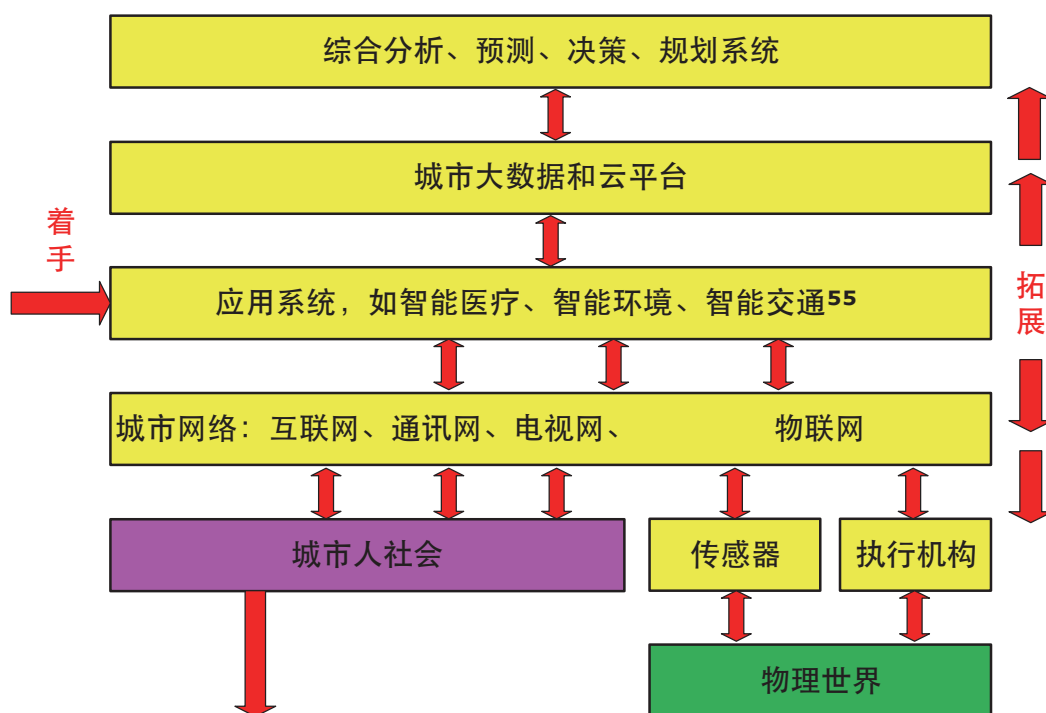 综合分析、预测、决策、规划系统
城市大数据和云平台
着手
应用系统，如智能医疗、智能环境、智能交通55
拓展
城市网络：互联网、通讯网、电视网、 物联网
城市人社会
传感器
执行机构
物理世界